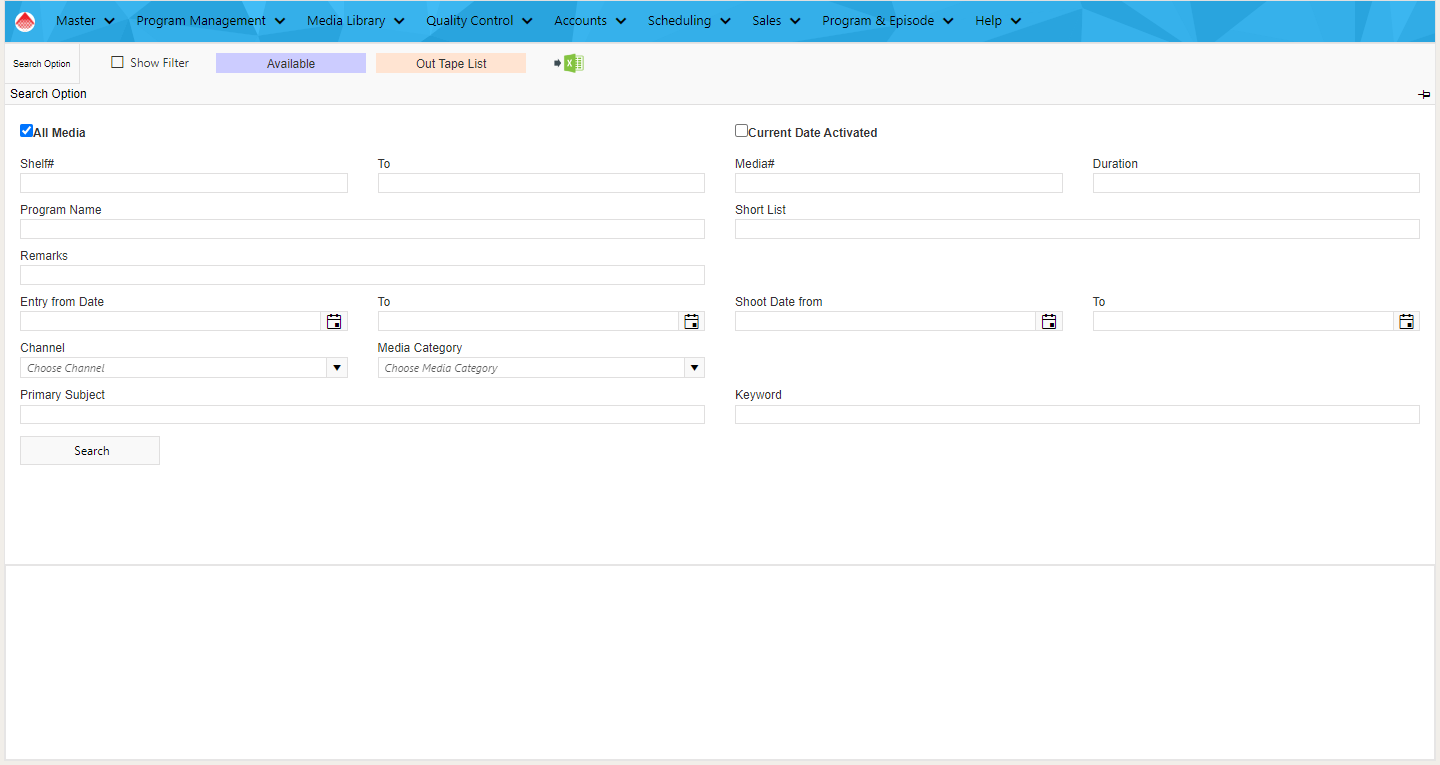 Master Program Management Media Library Quality Control Accounts Scheduling Sales Program & Episode Help
Search Option Show Filter Available Out Tape List
Search Option
All Media Current Date Activated
Shelf# To Media# Duration
Program Name Short List
Remarks
Entry from Date To Shoot Date from To
Channel Media Category
Choose Channel Choose Media Category
Primary Subject Keyword
Search